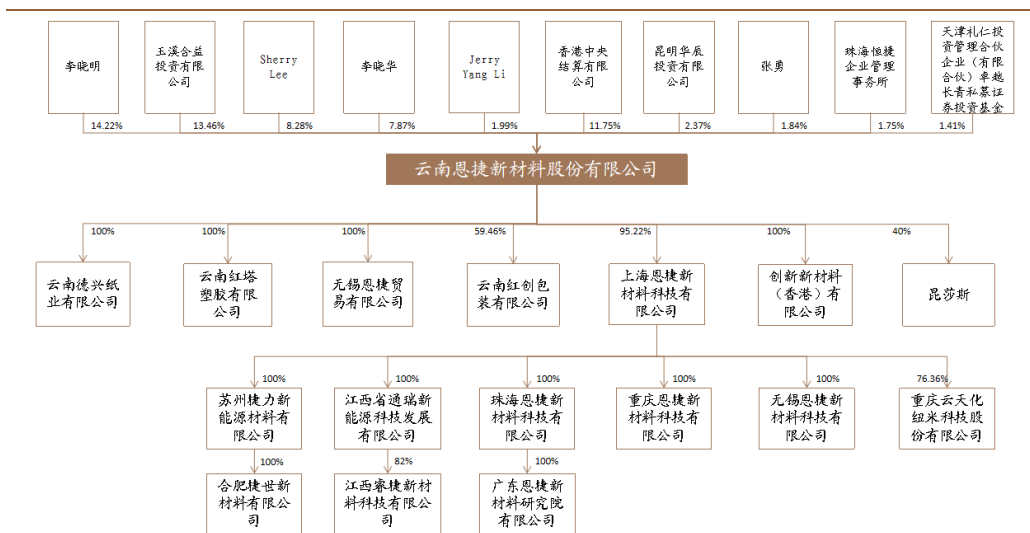 李晓明
玉溪合益
投资有限
公司
Sherry
Lee
李晓华
Jerry
Yang Li
香港中央
结算有限
公司
昆明华辰
投资有限
公司
张勇
珠海恒捷
企业管理
事务所
天津礼仁投
资管理合伙
企业（有限
合伙）卓越
长青私募证
券投资基金
14.22%
13.46%
8.28%
7.87%
1.99%
11.75%
2.37%
1.84%
1.75%
1.41%
云南恩捷新材料股份有限公司
100%
100%
100%
59.46%
95.22%
100%
40%
云南德兴纸
业有限公司
云南红塔
塑胶有限
公司
无锡恩捷贸
易有限公司
云南红创包
装有限公司
上海恩捷新
材料科技有
限公司
创新新材料
（香港）有
限公司
昆莎斯
100%
100%
100%
100%
100%
76.36%
苏州捷力新
能源材料有
限公司
江西省通瑞新
能源科技发展
有限公司
珠海恩捷新
材料科技有
限公司
重庆恩捷新
材料科技有
限公司
无锡恩捷新
材料科技有
限公司
重庆云天化
纽米科技股
份有限公司
100%
82%
100%
合肥捷世新
材料有限公
司
江西睿捷新材
料科技有限公
司
广东恩捷新
材料研究院
有限公司